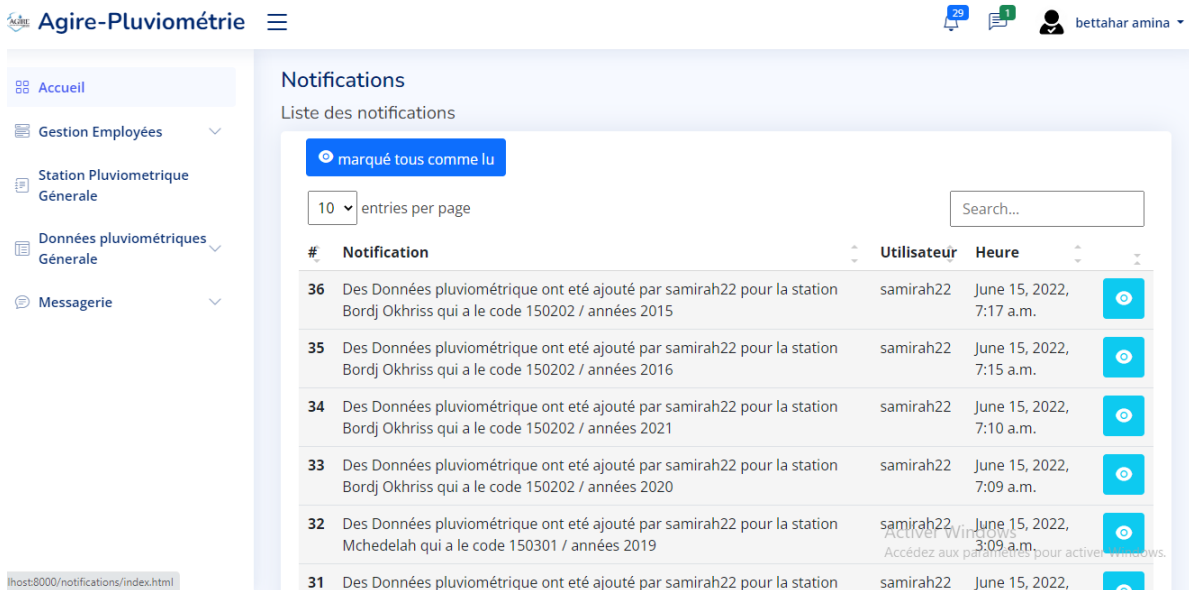 AGIRE
Agire-Pluviométrie
29
1
bettahar amina
Accueil
Gestion Employées
Station Pluviometrique
Génerale
Données pluviométriques
Génerale
Messagerie
Notifications
Liste des notifications
marqué tous comme lu
10 entries per page
Search...
# Notification Utilisateur Heure
36 Des Données pluviométrique ont eté ajouté par samirah22 pour la station samirah22 June 15, 2022,
Bordj Okhriss qui a le code 150202 / années 2015 7:17 a.m.
35 Des Données pluviométrique ont eté ajouté par samirah22 pour la station samirah22 June 15, 2022,
Bordj Okhriss qui a le code 150202 / années 2016 7:15 a.m.
34 Des Données pluviométrique ont eté ajouté par samirah22 pour la station samirah22 June 15, 2022,
Bordj Okhriss qui a le code 150202 / années 2021 7:10 a.m.
33 Des Données pluviométrique ont eté ajouté par samirah22 pour la station samirah22 June 15, 2022,
Bordj Okhriss qui a le code 150202 / années 2020 7:09 a.m.
32 Des Données pluviométrique ont eté ajouté par samirah22 pour la station samirah22 June 15, 2022,
Mchedelah qui a le code 150301 / années 2019 3:09 a.m.
31 Des Données pluviométrique ont eté ajouté par samirah22 pour la station samirah22 June 15, 2022,
Activer Windows
Accédez aux paramètres pour activer Windows.
lhost:8000/notifications/index.html